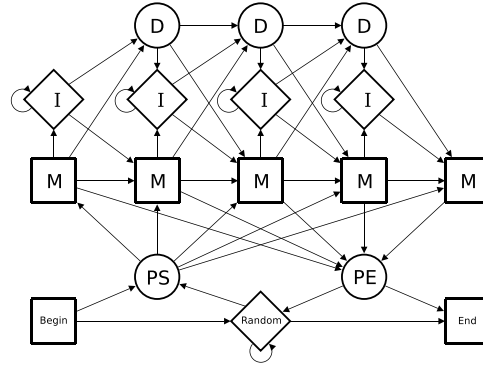 D D D
I I I I
M M M M M
PS PE
Begin Random End